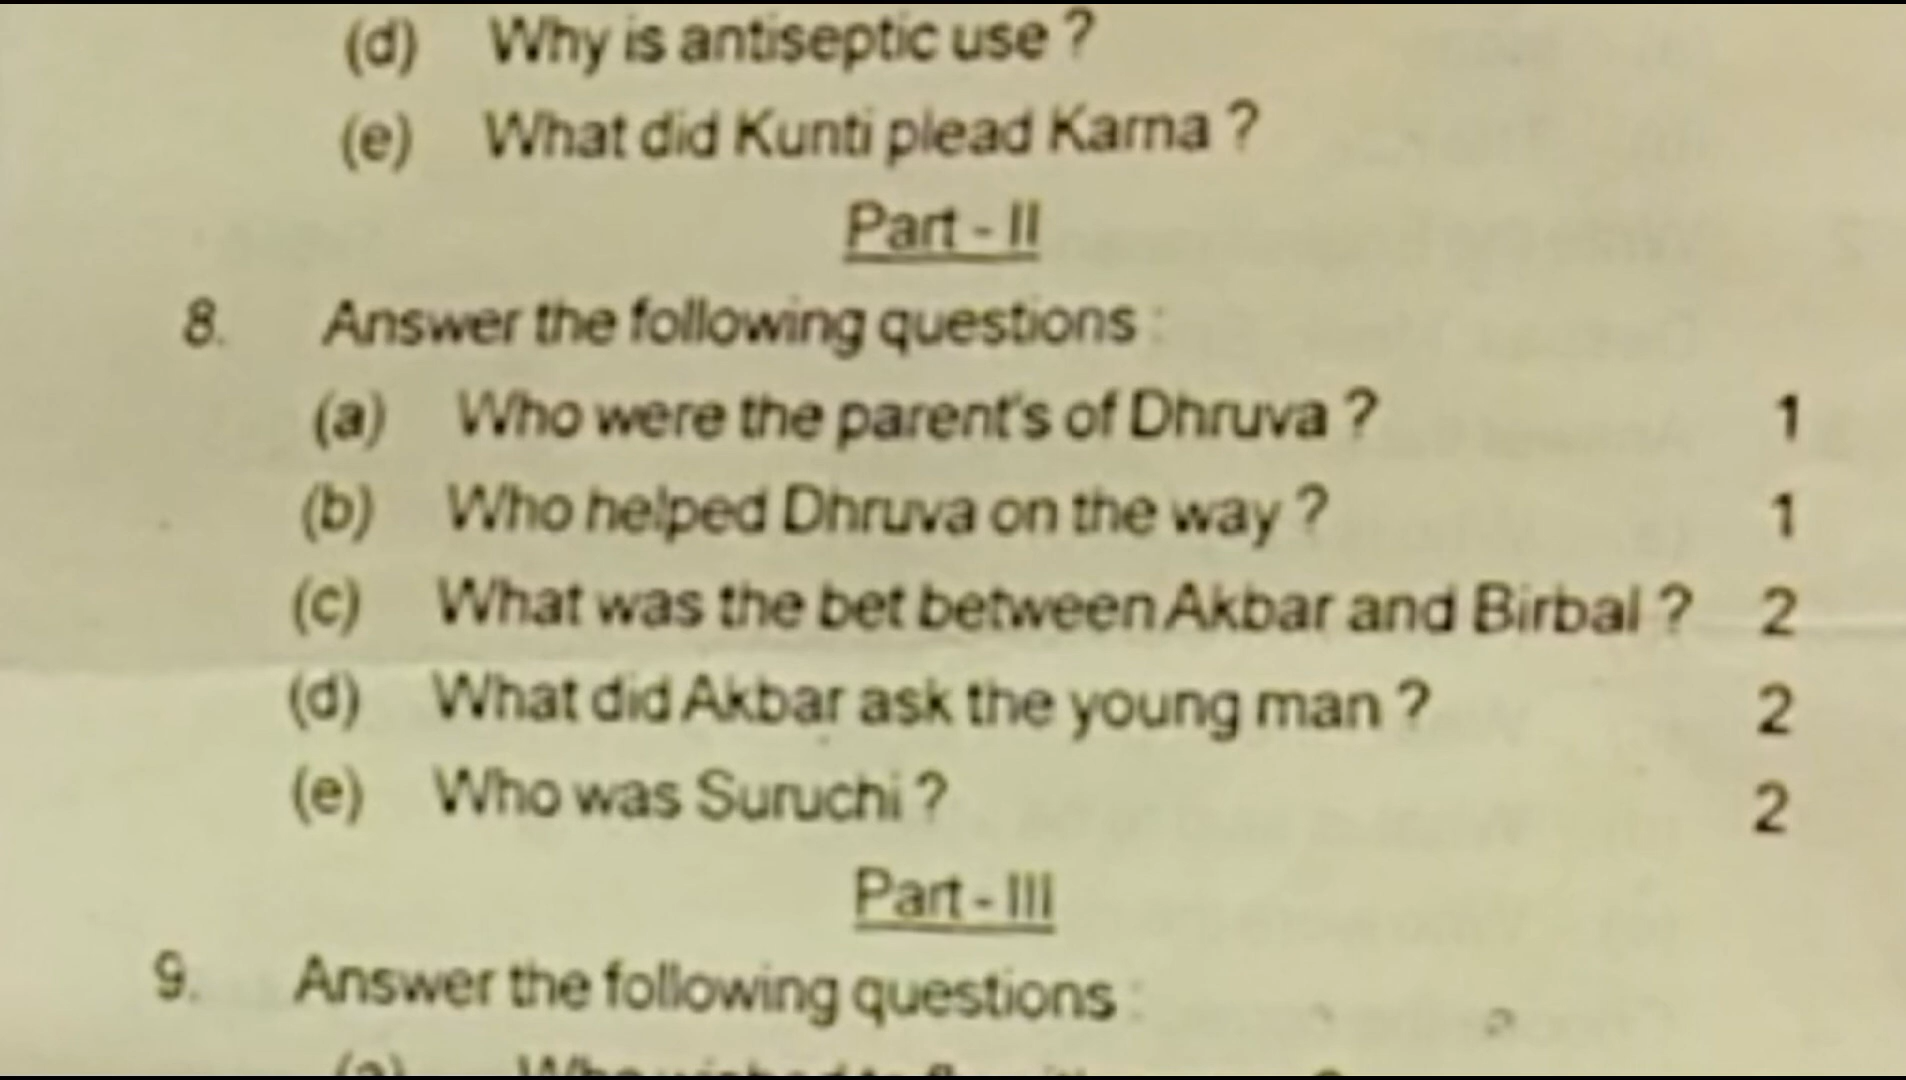 (d) Why is antiseptic use ?
(e) What did Kunti plead Karna ?
Part - II
8. Answer the following questions :
(a) Who were the parent's of Dhruva ? 1
(b) Who helped Dhruva on the way ? 1
(c) What was the bet between Akbar and Birbal ? 2
(d) What did Akbar ask the young man ? 2
(e) Who was Suruchi ? 2
Part - III
9. Answer the following questions :
(a) Who wished to